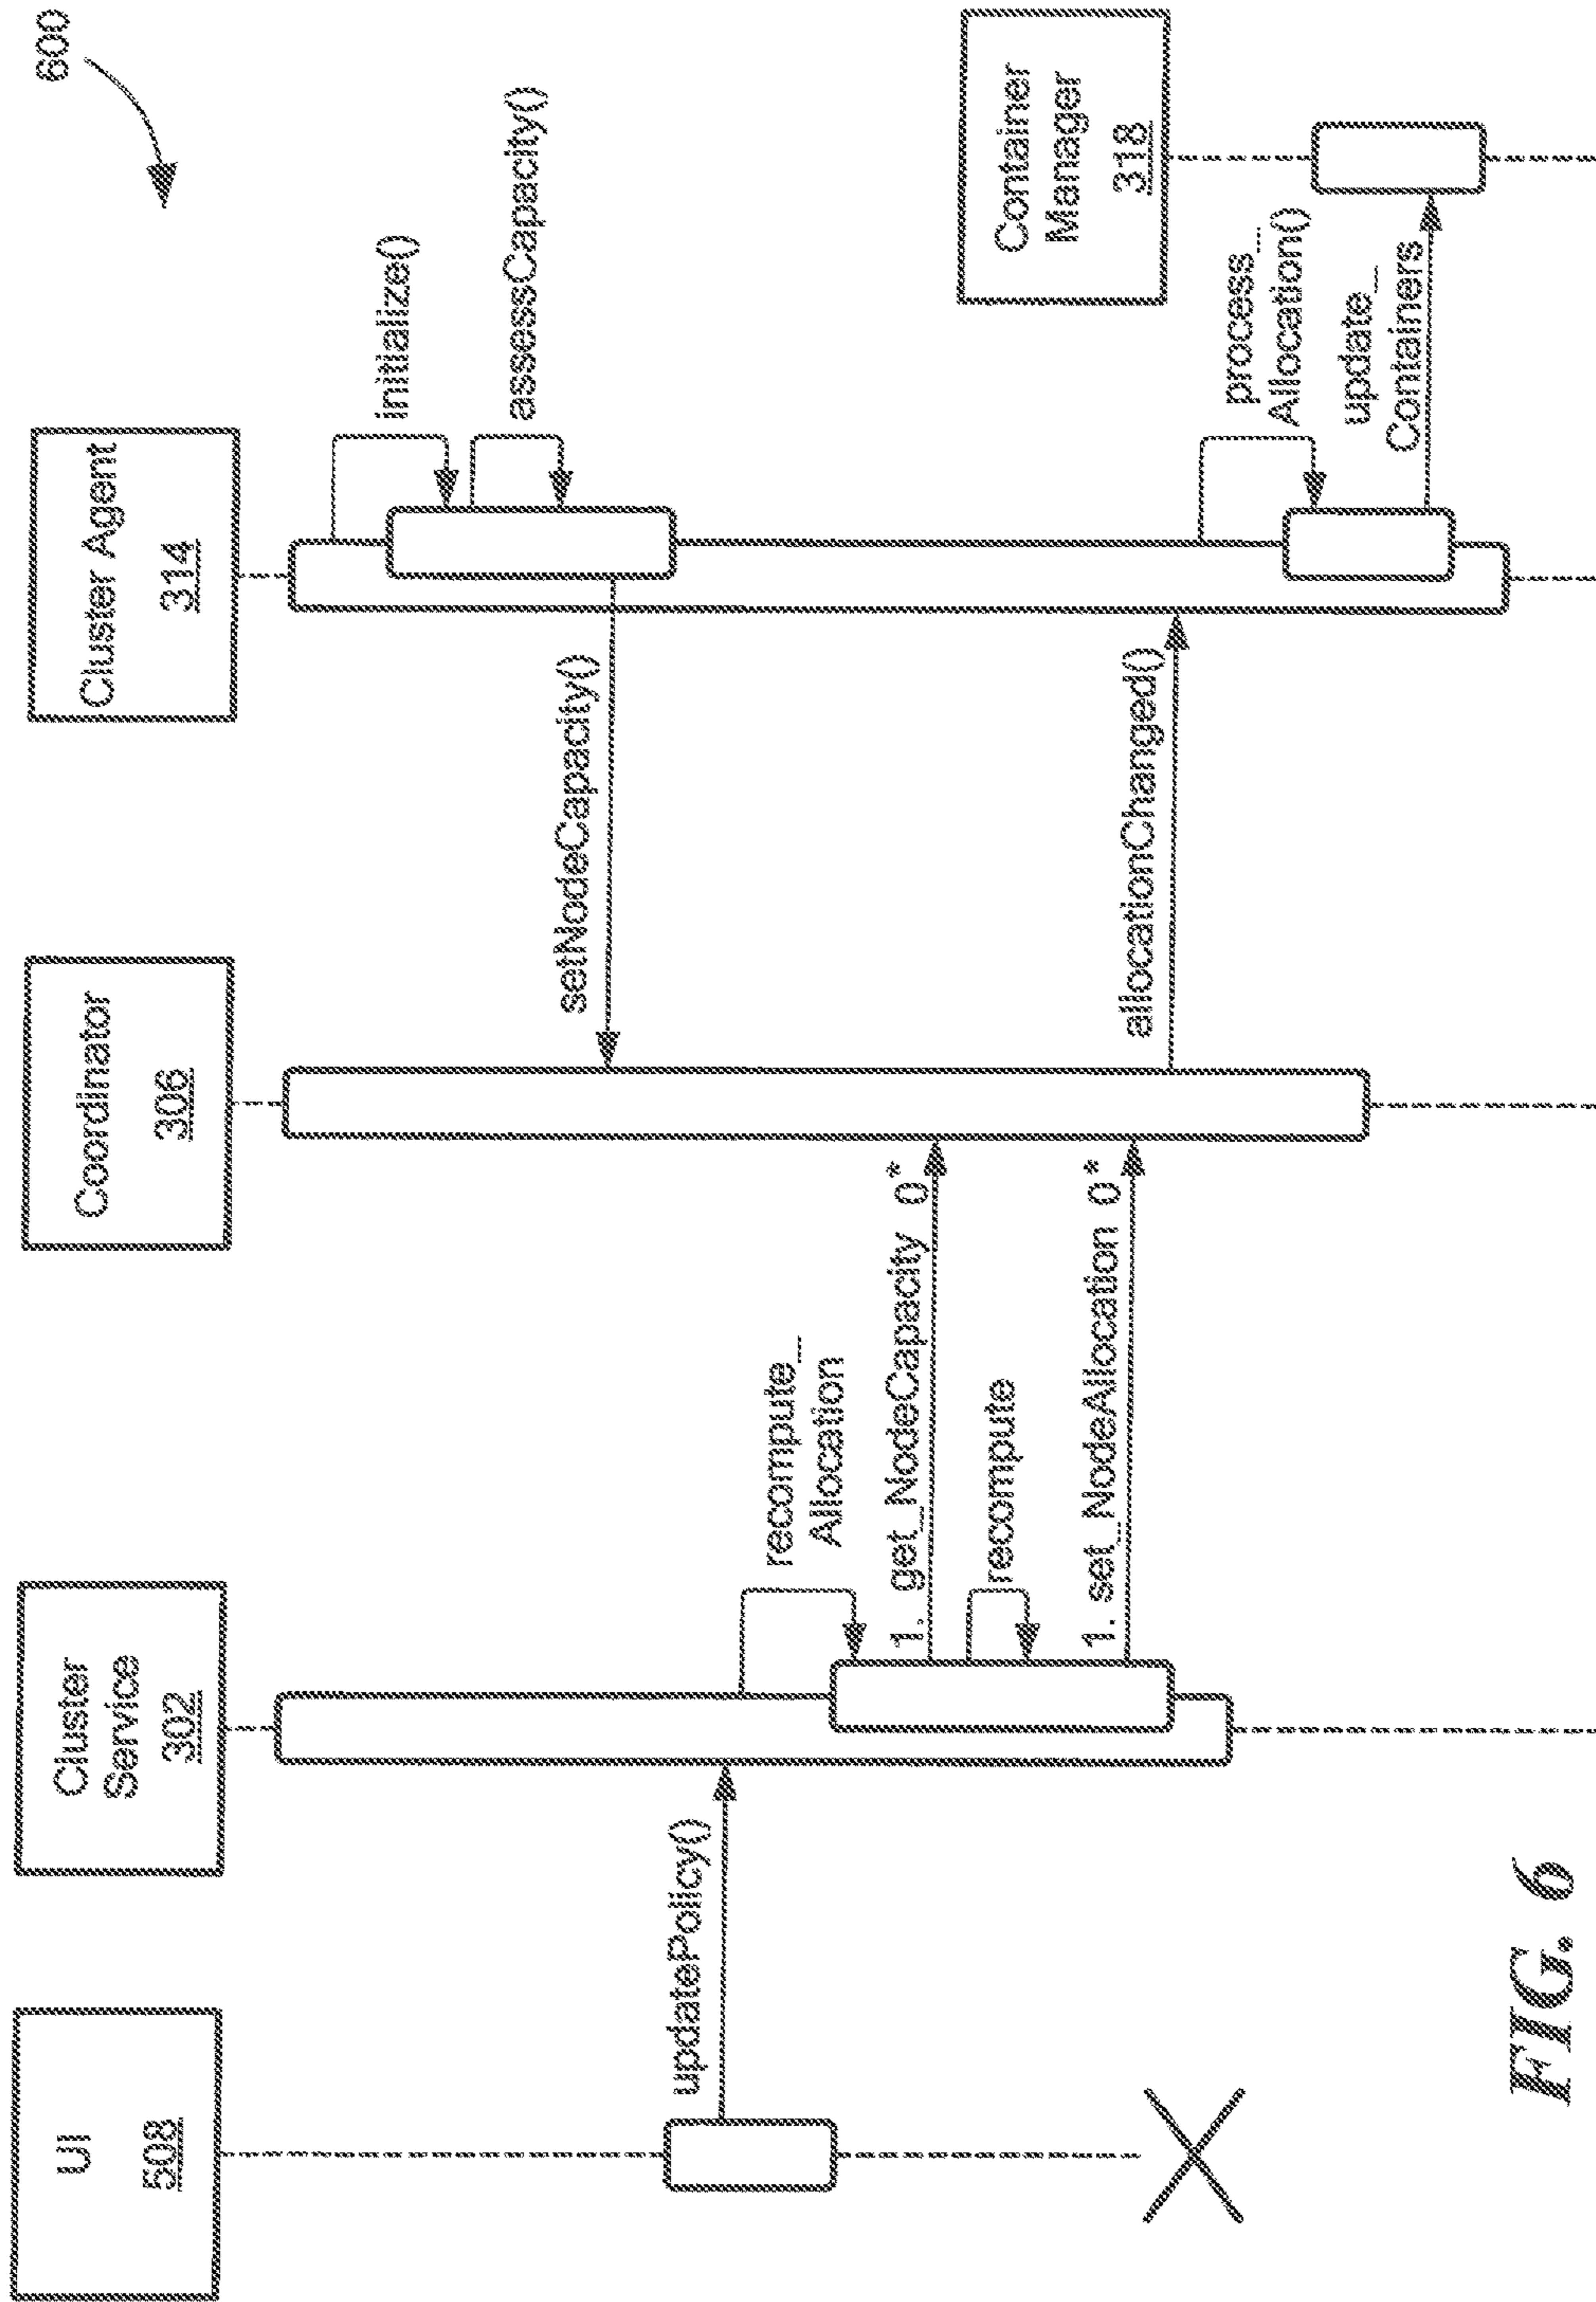 600
UI
508
Cluster
Service
302
Coordinator
306
Cluster Agent
314
Container
Manager
318
initialize()
assessCapacity()
setNodeCapacity()
updatePolicy()
recompute_
Allocation
1. get_NodeCapacity 0*
recompute
1. set_NodeAllocation 0*
allocationChanged()
process_
Allocation()
update_
Containers
FIG. 6